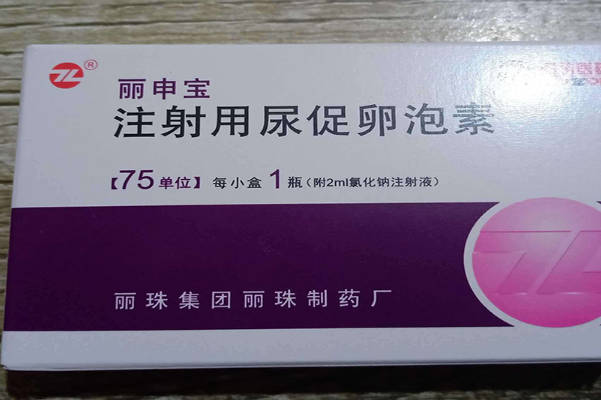 ®
丽申宝
注射用尿促卵泡素
【75单位】 每小盒1瓶(附2ml氯化钠注射液)
丽珠集团丽珠制药厂